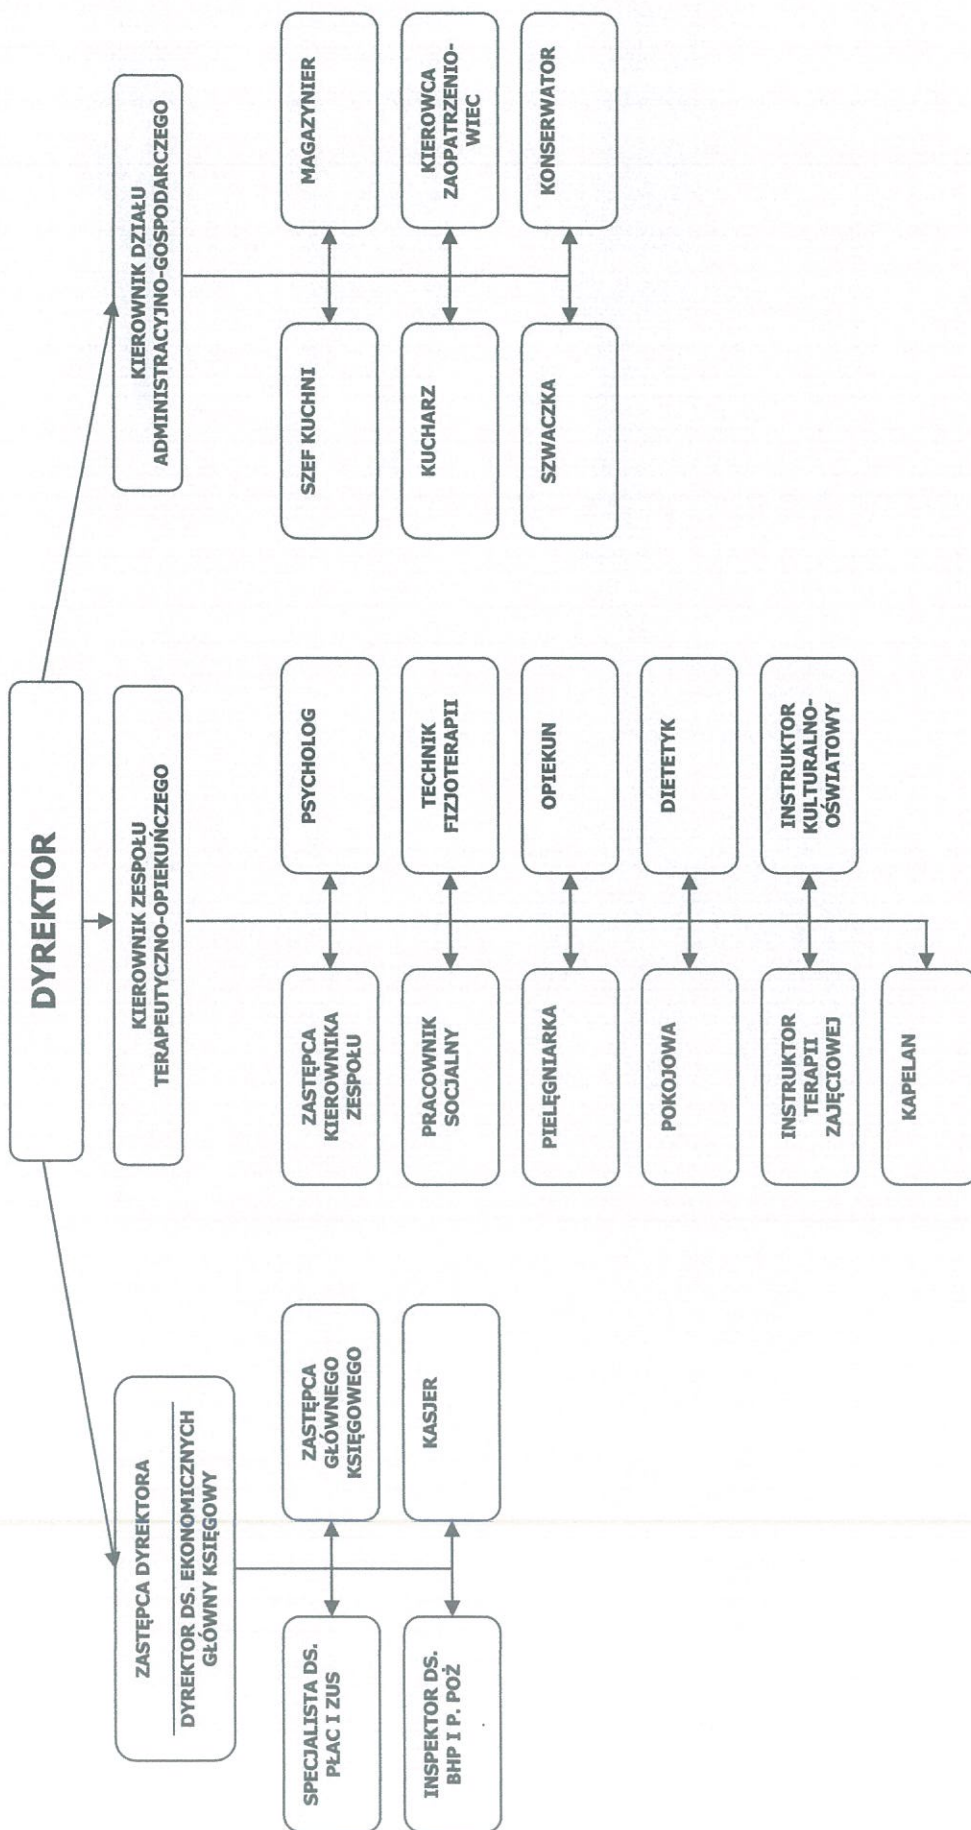 DYREKTOR
ZASTĘPCA DYREKTORA
DYREKTOR DS. EKONOMICZNYCH
GŁÓWNY KSIĘGOWY
KIEROWNIK ZESPOŁU
TERAPEUTYCZNO-OPIEKUŃCZEGO
KIEROWNIK DZIAŁU
ADMINISTRACYJNO-GOSPODARCZEGO
SPECJALISTA DS.
PŁAC I ZUS
ZASTĘPCA
GŁÓWNEGO
KSIĘGOWEGO
INSPEKTOR DS.
BHP I P. POŻ
KASJER
ZASTĘPCA
KIEROWNIKA
ZESPOŁU
PSYCHOLOG
PRACOWNIK
SOCJALNY
TECHNIK
FIZJOTERAPII
PIELĘGNIARKA
OPIEKUN
POKOJOWA
DIETETYK
INSTRUKTOR
TERAPII
ZAJĘCIOWEJ
INSTRUKTOR
KULTURALNO-
OŚWIATOWY
KAPELAN
SZEF KUCHNI
MAGAZYNIER
KUCHARZ
KIEROWCA
ZAOPATRZENIO-
WIEC
SZWACZKA
KONSERWATOR